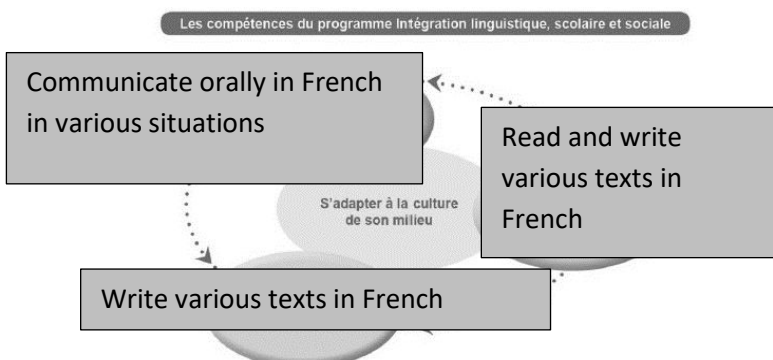 Les compétences du programme Intégration linguistique, scolaire et sociale
Communicate orally in French
in various situations
Read and write
various texts in
French
S'adapter à la culture
de son milieu
Write various texts in French